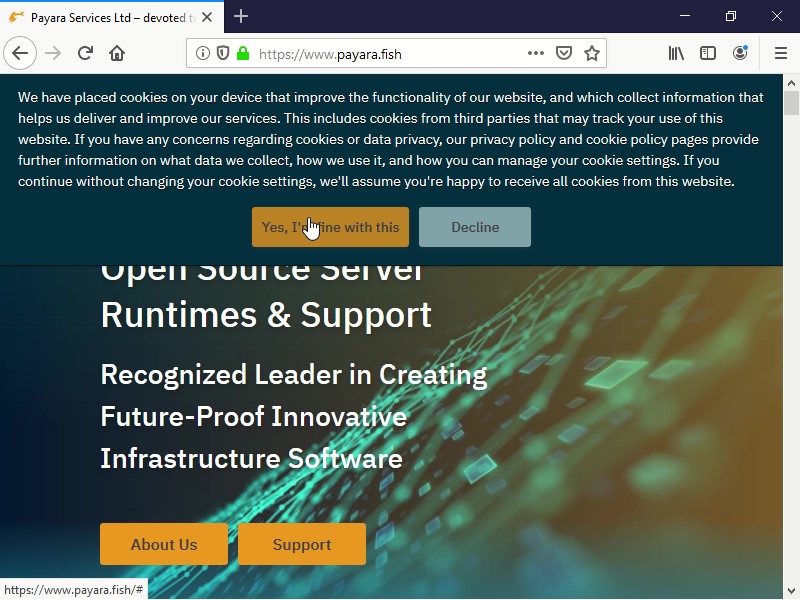 Payara Services Ltd – devoted t
https://www.payara.fish
We have placed cookies on your device that improve the functionality of our website, and which collect information that
helps us deliver and improve our services. This includes cookies from third parties that may track your use of this
website. If you have any concerns regarding cookies or data privacy, our privacy policy and cookie policy pages provide
further information on what data we collect, how we use it, and how you can manage your cookie settings. If you
continue without changing your cookie settings, we'll assume you're happy to receive all cookies from this website.
Yes, I'm fine with this
Decline
Open Source Server
Runtimes & Support
Recognized Leader in Creating
Future-Proof Innovative
Infrastructure Software
About Us
Support
https://www.payara.fish/#